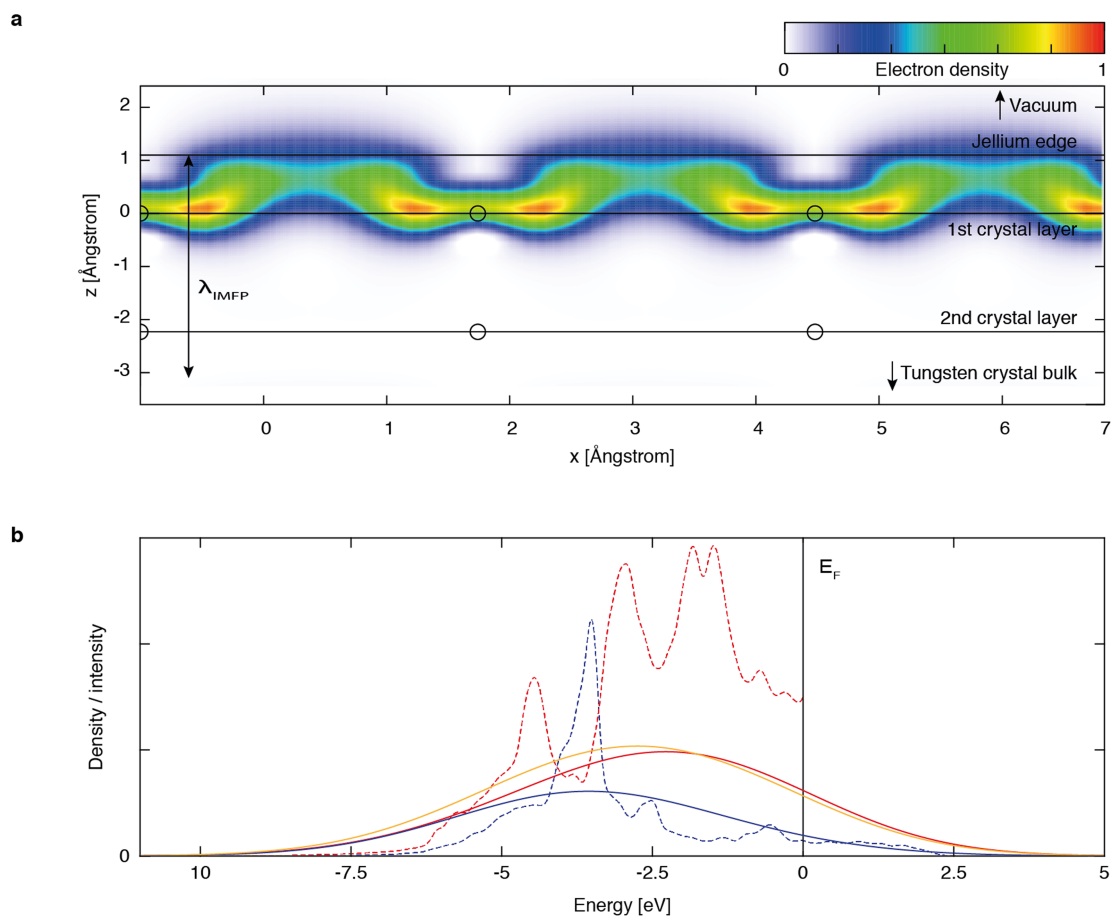 a
0 Electron density 1
2
1
0
-1
-2
-3
z [Ångstrom]
Vacuum
Jellium edge
1st crystal layer
λIMFP
2nd crystal layer
Tungsten crystal bulk
0 1 2 3 4 5 6 7
x [Ångstrom]
b
EF
Density / intensity
0
10 -7.5 -5 -2.5 0 2.5 5
Energy [eV]